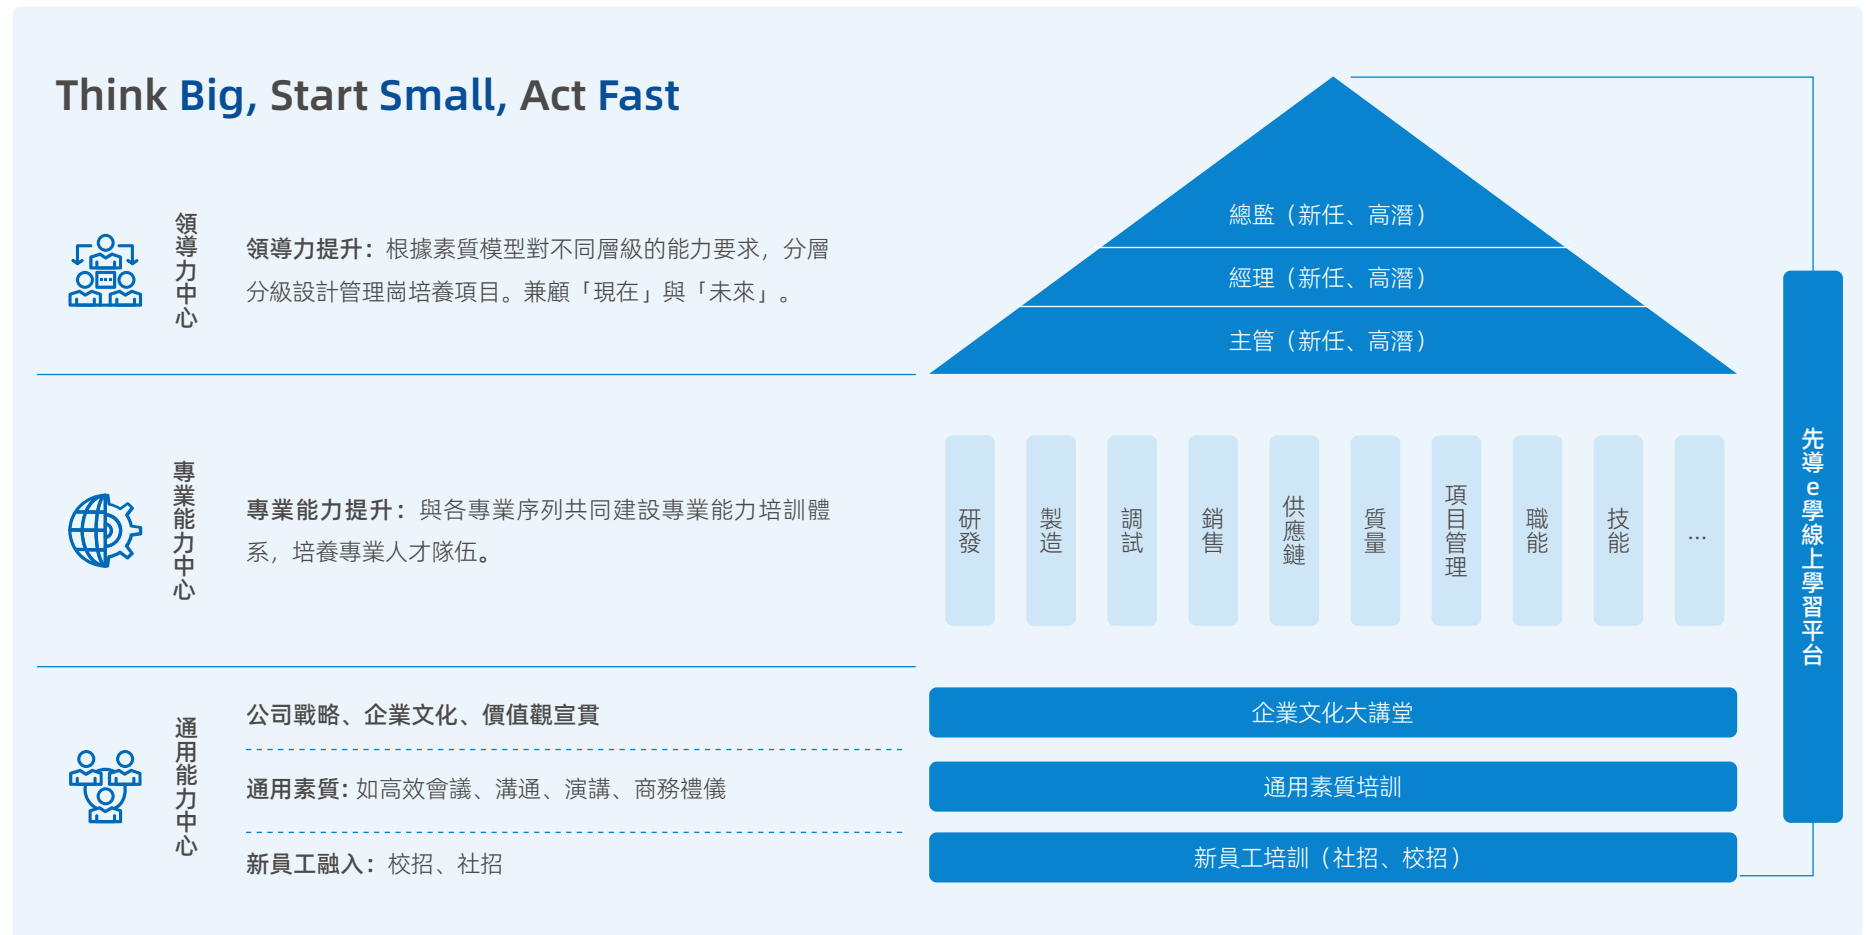 Think Big, Start Small, Act Fast
領導力中心
領導力提升：根據素質模型對不同層級的能力要求，分層
分級設計管理崗培養項目。兼顧「現在」與「未來」。
總監（新任、高潛）
經理（新任、高潛）
主管（新任、高潛）
專業能力中心
專業能力提升：與各專業序列共同建設專業能力培訓體
系，培養專業人才隊伍。
研發
製造
調試
銷售
供應鏈
質量
項目管理
職能
技能
...
通用能力中心
公司戰略、企業文化、價值觀宣貫
通用素質：如高效會議、溝通、演講、商務禮儀
新員工融入：校招、社招
企業文化大講堂
通用素質培訓
新員工培訓（社招、校招）
先導e學線上學習平台